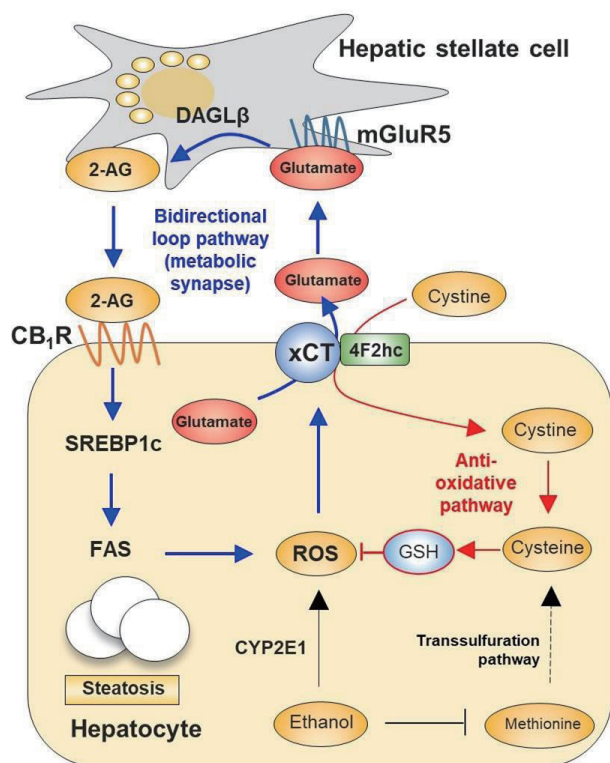 Hepatic stellate cell
DAGLβ
mGluR5
2-AG
Glutamate
Bidirectional
loop pathway
(metabolic
synapse)
Glutamate
2-AG
Cystine
CB₁R
xCT
4F2hc
Glutamate
Cystine
SREBP1c
Anti-
oxidative
pathway
FAS
ROS
GSH
Cysteine
CYP2E1
Transsulfuration
pathway
Steatosis
Hepatocyte
Ethanol
Methionine